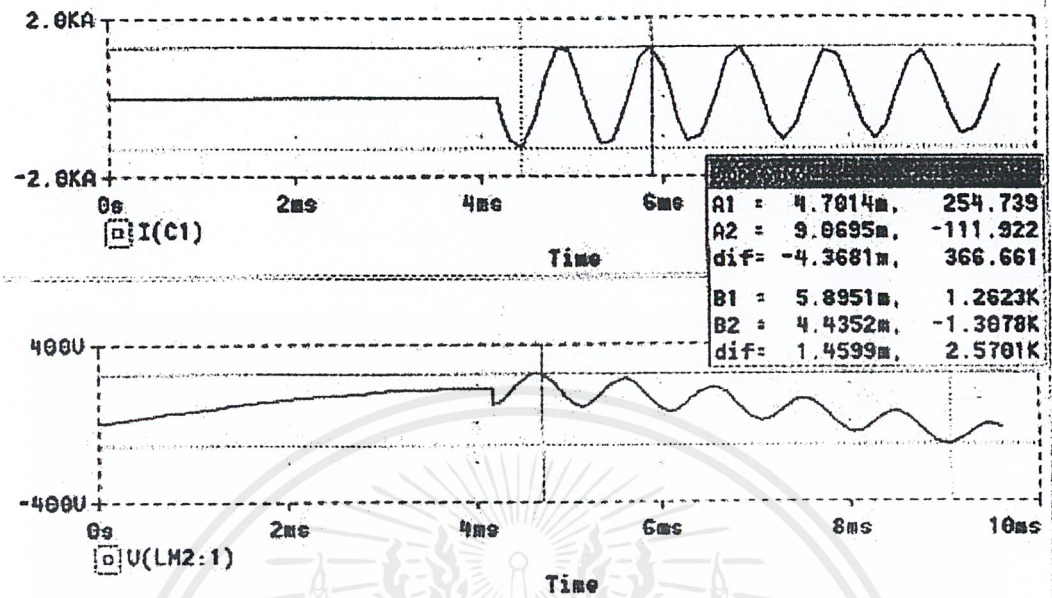 2.0KA
-2.0KA
0s 2ms 4ms 6ms
I(C1)
Time
A1 = 4.7014m, 254.739
A2 = 9.0695m, -111.922
dif= -4.3681m, 366.661
B1 = 5.8951m, 1.2623K
B2 = 4.4352m, -1.3078K
dif= 1.4599m, 2.5701K
400V
-400V
0s 2ms 4ms 6ms 8ms 10ms
V(LM2:1)
Time